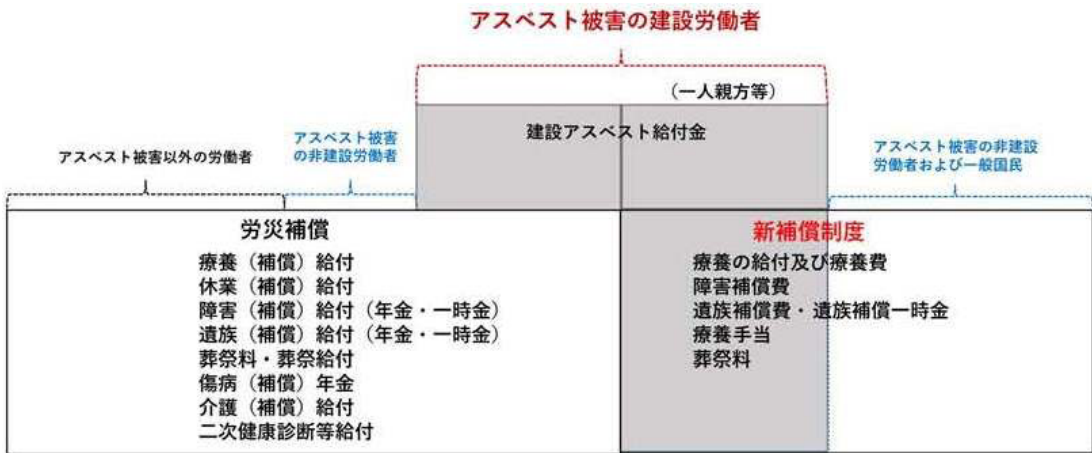 アスベスト被害の建設労働者
（一人親方等）
建設アスベスト給付金
アスベスト被害以外の労働者
アスベスト被害
の非建設労働者
アスベスト被害の非建設
労働者および一般国民
労災補償
療養（補償）給付
休業（補償）給付
障害（補償）給付（年金・一時金）
遺族（補償）給付（年金・一時金）
葬祭料・葬祭給付
傷病（補償）年金
介護（補償）給付
二次健康診断等給付
新補償制度
療養の給付及び療養費
障害補償費
遺族補償費・遺族補償一時金
療養手当
葬祭料